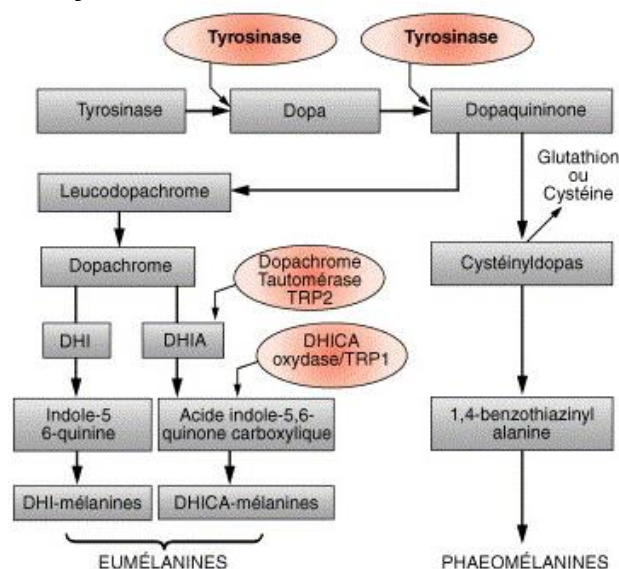 Tyrosinase
Tyrosinase
Tyrosinase
Dopa
Dopaquininone
Glutathion
ou
Cystéine
Leucodopachrome
Dopachrome
Dopachrome
Tautomérase
TRP2
Cystéinyldopas
DHI
DHIA
DHICA
oxydase/TRP1
Indole-5
6-quinine
Acide indole-5,6-
quinone carboxylique
1,4-benzothiazinyl
alanine
DHI-mélanines
DHICA-mélanines
EUMÉLANINES
PHAEOMÉLANINES